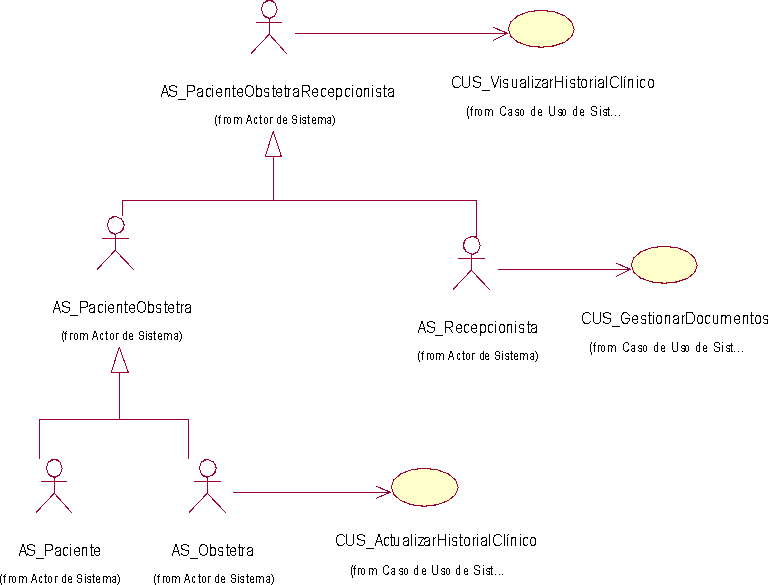 CUS_VisualizarHistorialClínico
(from Caso de Uso de Sist...
AS_PacienteObstetraRecepcionista
(from Actor de Sistema)
AS_PacienteObstetra
(from Actor de Sistema)
AS_Recepcionista
(from Actor de Sistema)
CUS_GestionarDocumentos
(from Caso de Uso de Sist...
AS_Paciente
(from Actor de Sistema)
AS_Obstetra
(from Actor de Sistema)
CUS_ActualizarHistorialClínico
(from Caso de Uso de Sist...